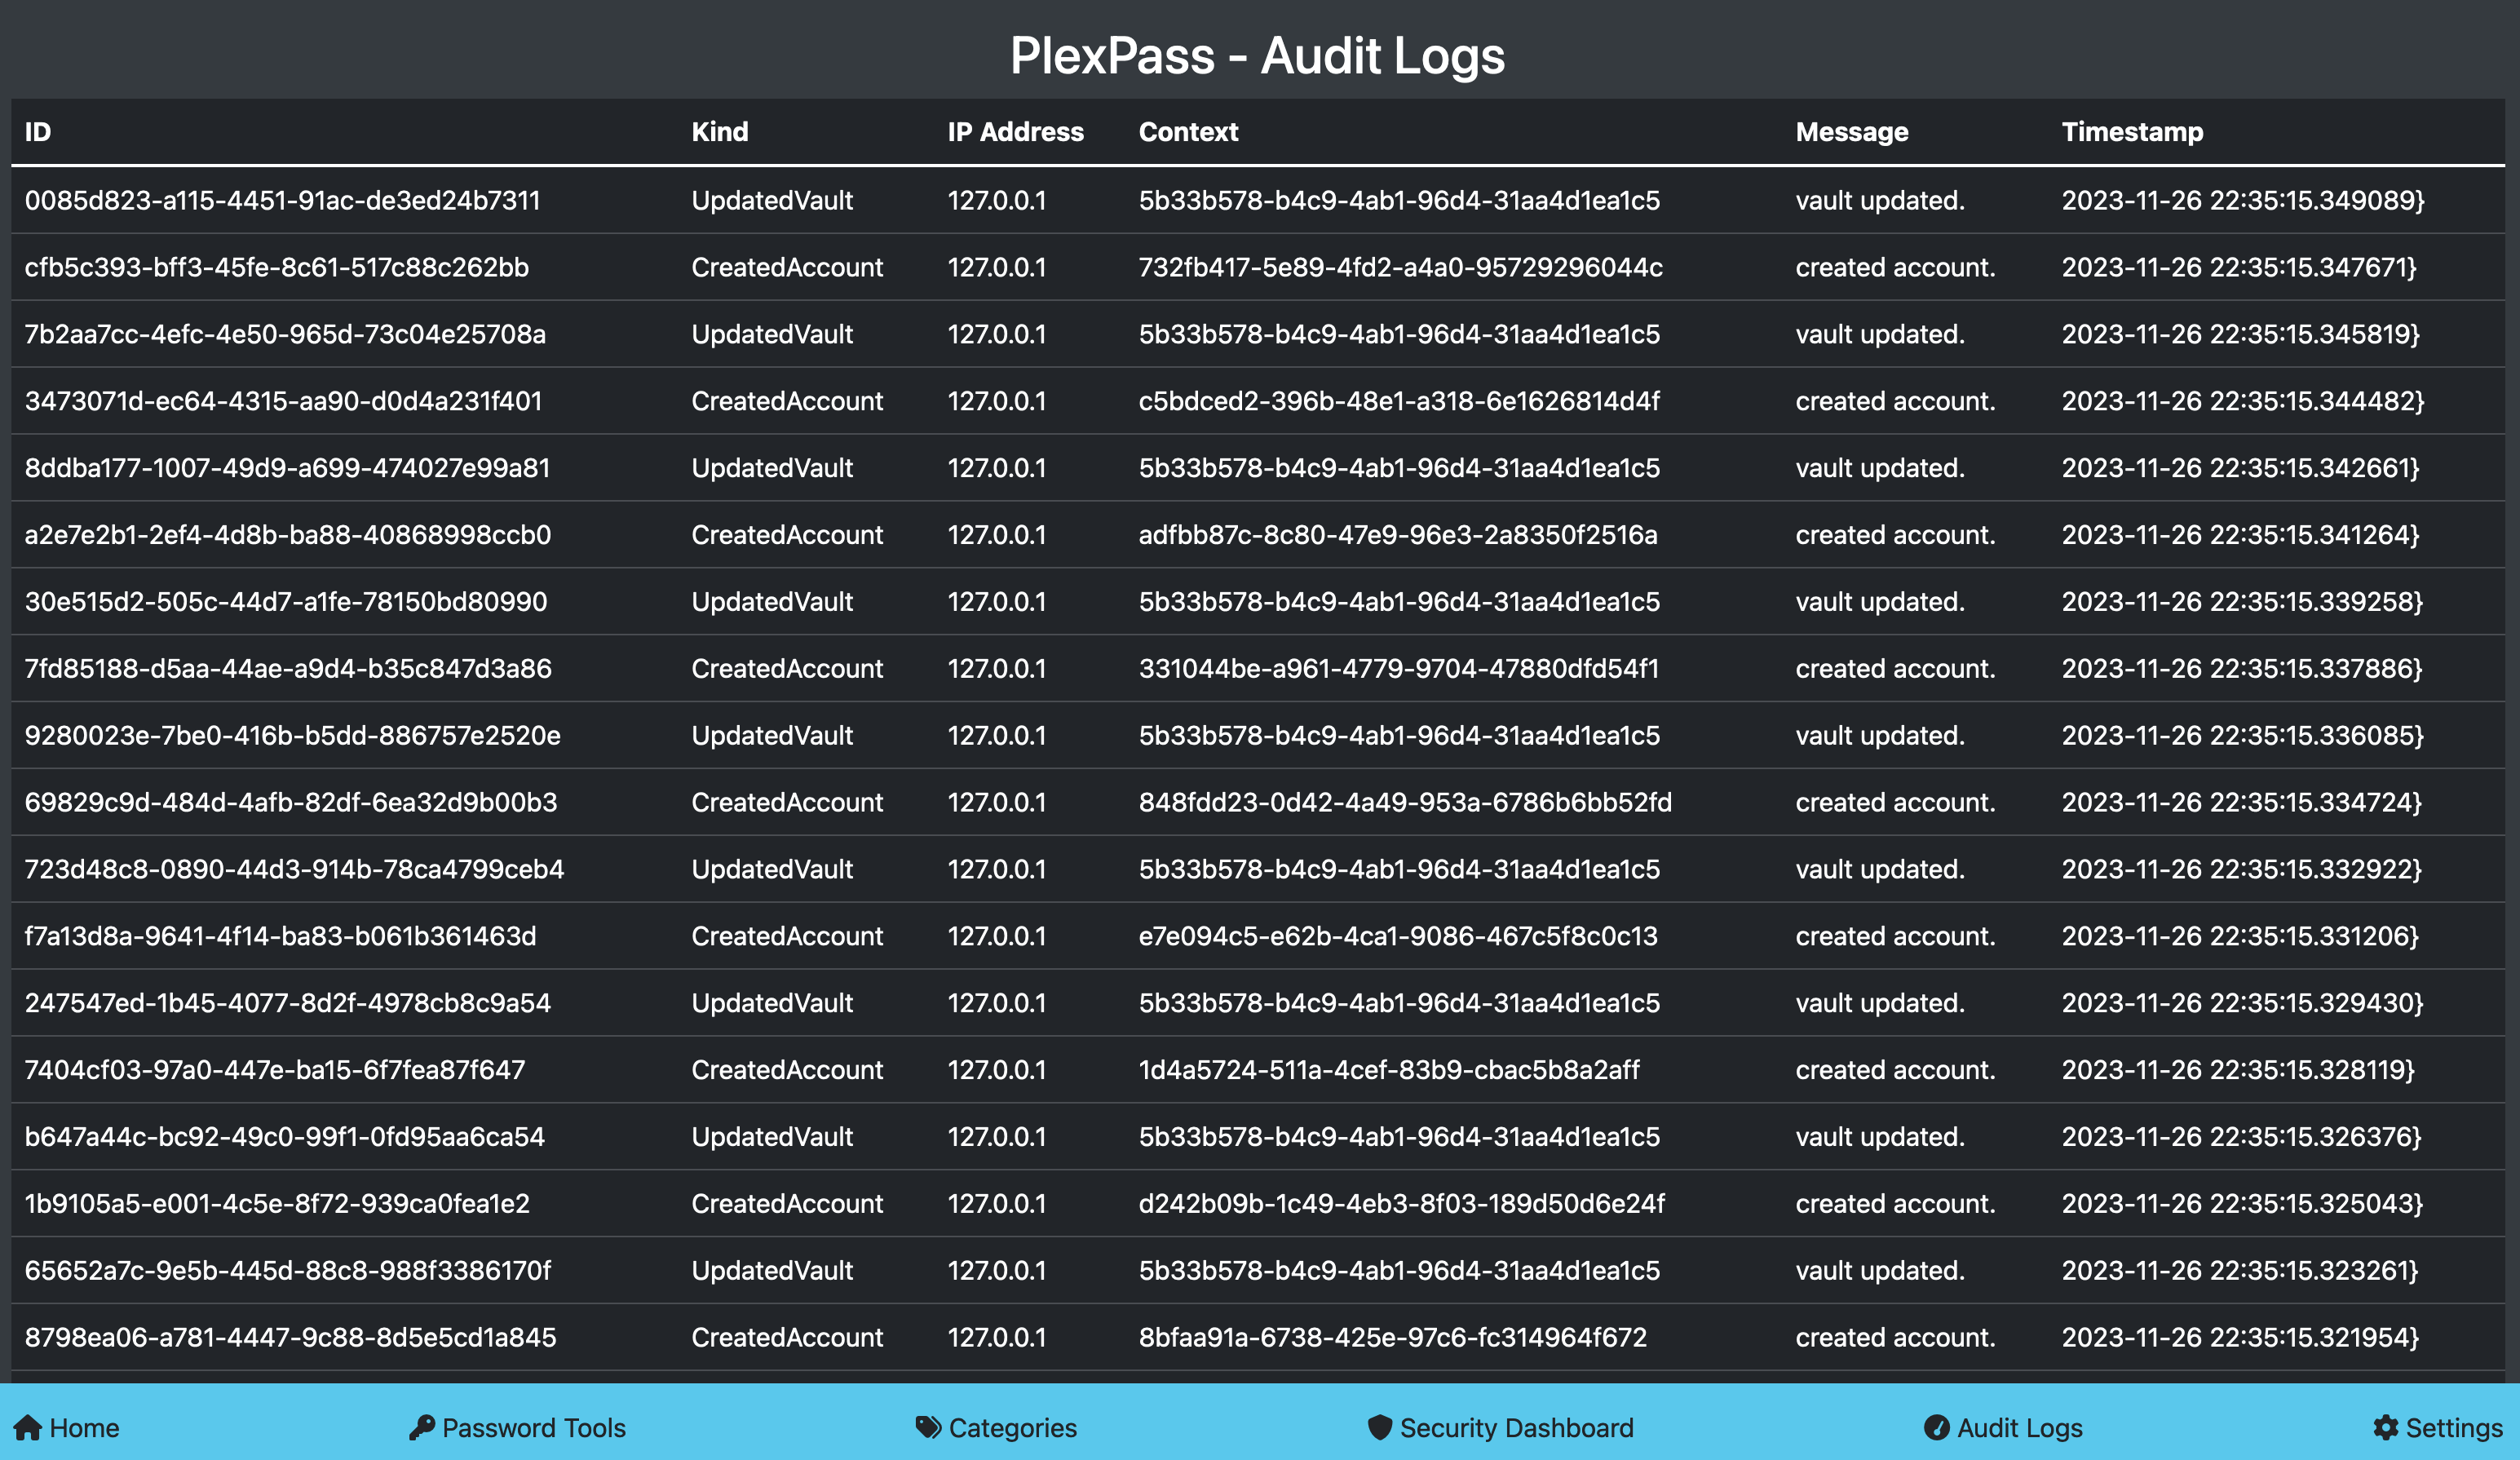 PlexPass - Audit Logs
ID Kind IP Address Context Message Timestamp
0085d823-a115-4451-91ac-de3ed24b7311 UpdatedVault 127.0.0.1 5b33b578-b4c9-4ab1-96d4-31aa4d1ea1c5 vault updated. 2023-11-26 22:35:15.349089}
cfb5c393-bff3-45fe-8c61-517c88c262bb CreatedAccount 127.0.0.1 732fb417-5e89-4fd2-a4a0-95729296044c created account. 2023-11-26 22:35:15.347671}
7b2aa7cc-4efc-4e50-965d-73c04e25708a UpdatedVault 127.0.0.1 5b33b578-b4c9-4ab1-96d4-31aa4d1ea1c5 vault updated. 2023-11-26 22:35:15.345819}
3473071d-ec64-4315-aa90-d0d4a231f401 CreatedAccount 127.0.0.1 c5bdced2-396b-48e1-a318-6e1626814d4f created account. 2023-11-26 22:35:15.344482}
8ddba177-1007-49d9-a699-474027e99a81 UpdatedVault 127.0.0.1 5b33b578-b4c9-4ab1-96d4-31aa4d1ea1c5 vault updated. 2023-11-26 22:35:15.342661}
a2e7e2b1-2ef4-4d8b-ba88-40868998ccb0 CreatedAccount 127.0.0.1 adfbb87c-8c80-47e9-96e3-2a8350f2516a created account. 2023-11-26 22:35:15.341264}
30e515d2-505c-44d7-a1fe-78150bd80990 UpdatedVault 127.0.0.1 5b33b578-b4c9-4ab1-96d4-31aa4d1ea1c5 vault updated. 2023-11-26 22:35:15.339258}
7fd85188-d5aa-44ae-a9d4-b35c847d3a86 CreatedAccount 127.0.0.1 331044be-a961-4779-9704-47880dfd54f1 created account. 2023-11-26 22:35:15.337886}
9280023e-7be0-416b-b5dd-886757e2520e UpdatedVault 127.0.0.1 5b33b578-b4c9-4ab1-96d4-31aa4d1ea1c5 vault updated. 2023-11-26 22:35:15.336085}
69829c9d-484d-4afb-82df-6ea32d9b00b3 CreatedAccount 127.0.0.1 848fdd23-0d42-4a49-953a-6786b6bb52fd created account. 2023-11-26 22:35:15.334724}
723d48c8-0890-44d3-914b-78ca4799ceb4 UpdatedVault 127.0.0.1 5b33b578-b4c9-4ab1-96d4-31aa4d1ea1c5 vault updated. 2023-11-26 22:35:15.332922}
f7a13d8a-9641-4f14-ba83-b061b361463d CreatedAccount 127.0.0.1 e7e094c5-e62b-4ca1-9086-467c5f8c0c13 created account. 2023-11-26 22:35:15.331206}
247547ed-1b45-4077-8d2f-4978cb8c9a54 UpdatedVault 127.0.0.1 5b33b578-b4c9-4ab1-96d4-31aa4d1ea1c5 vault updated. 2023-11-26 22:35:15.329430}
7404cf03-97a0-447e-ba15-6f7fea87f647 CreatedAccount 127.0.0.1 1d4a5724-511a-4cef-83b9-cbac5b8a2aff created account. 2023-11-26 22:35:15.328119}
b647a44c-bc92-49c0-99f1-0fd95aa6ca54 UpdatedVault 127.0.0.1 5b33b578-b4c9-4ab1-96d4-31aa4d1ea1c5 vault updated. 2023-11-26 22:35:15.326376}
1b9105a5-e001-4c5e-8f72-939ca0fea1e2 CreatedAccount 127.0.0.1 d242b09b-1c49-4eb3-8f03-189d50d6e24f created account. 2023-11-26 22:35:15.325043}
65652a7c-9e5b-445d-88c8-988f3386170f UpdatedVault 127.0.0.1 5b33b578-b4c9-4ab1-96d4-31aa4d1ea1c5 vault updated. 2023-11-26 22:35:15.323261}
8798ea06-a781-4447-9c88-8d5e5cd1a845 CreatedAccount 127.0.0.1 8bfaa91a-6738-425e-97c6-fc314964f672 created account. 2023-11-26 22:35:15.321954}
Home Password Tools Categories Security Dashboard Audit Logs Settings